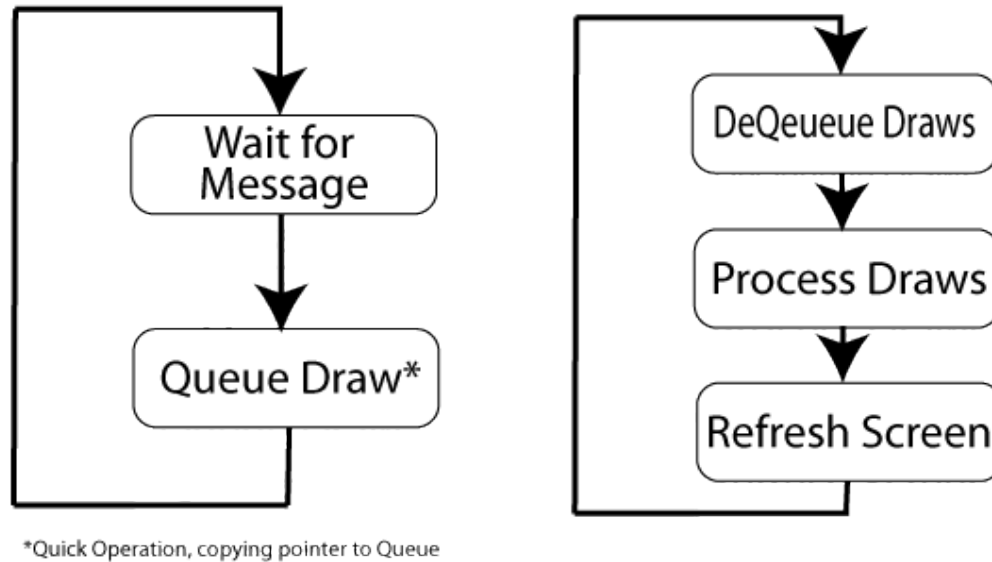 Wait for
Message
Queue Draw*
*Quick Operation, copying pointer to Queue
DeQeueue Draws
Process Draws
Refresh Screen